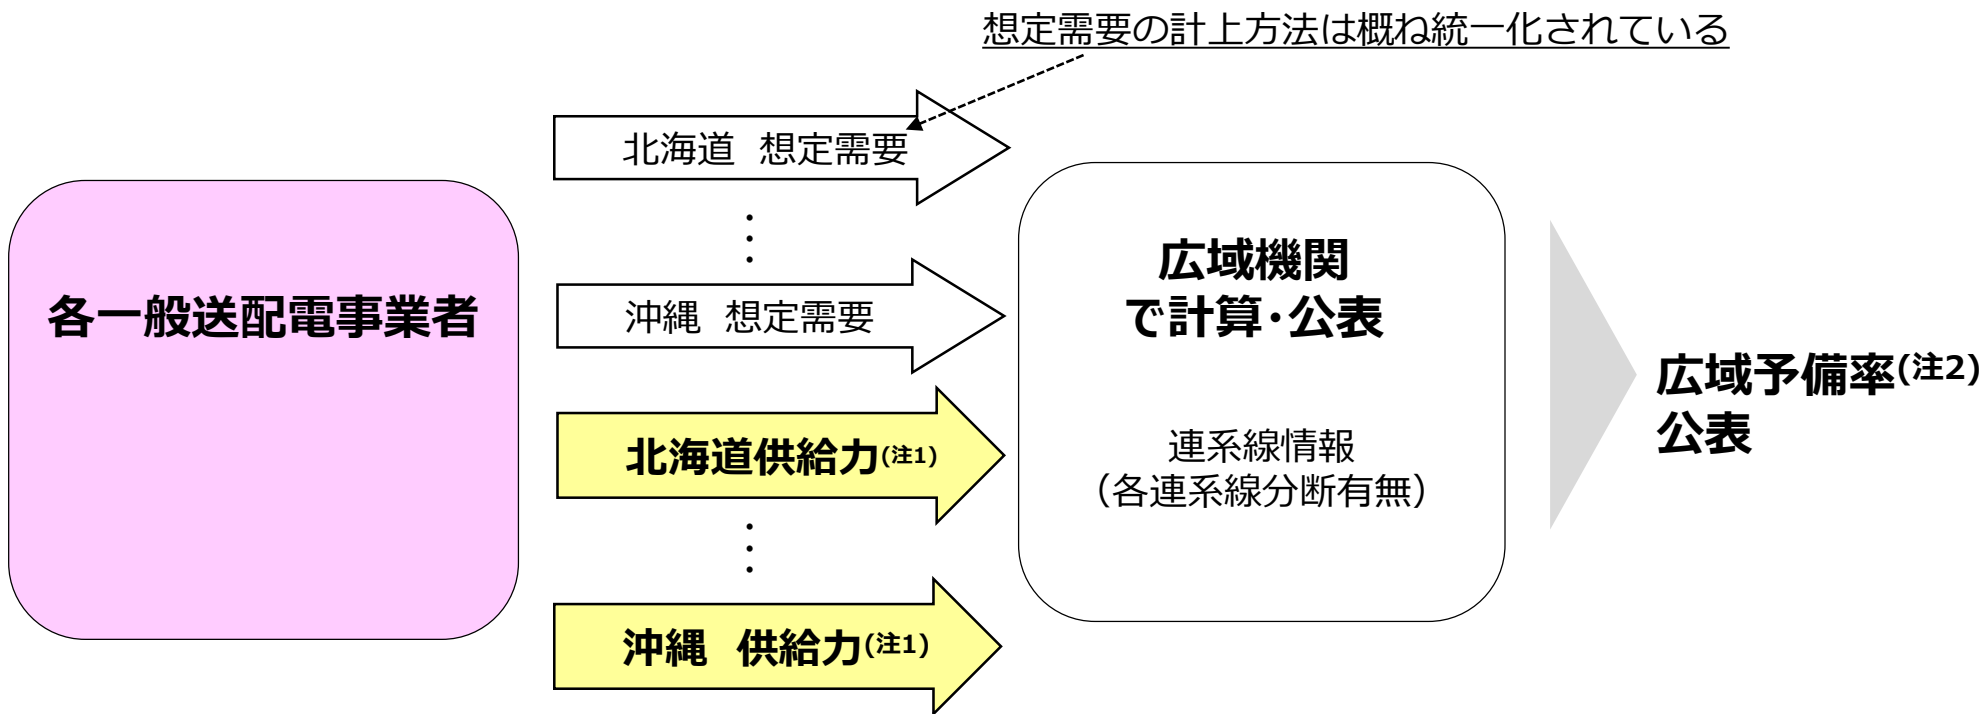 想定需要の計上方法は概ね統一化されている
各一般送配電事業者
北海道 想定需要
⋮
沖縄 想定需要
北海道供給力(注1)
⋮
沖縄 供給力(注1)
広域機関
で計算・公表
連系線情報
（各連系線分断有無）
広域予備率(注2)
公表